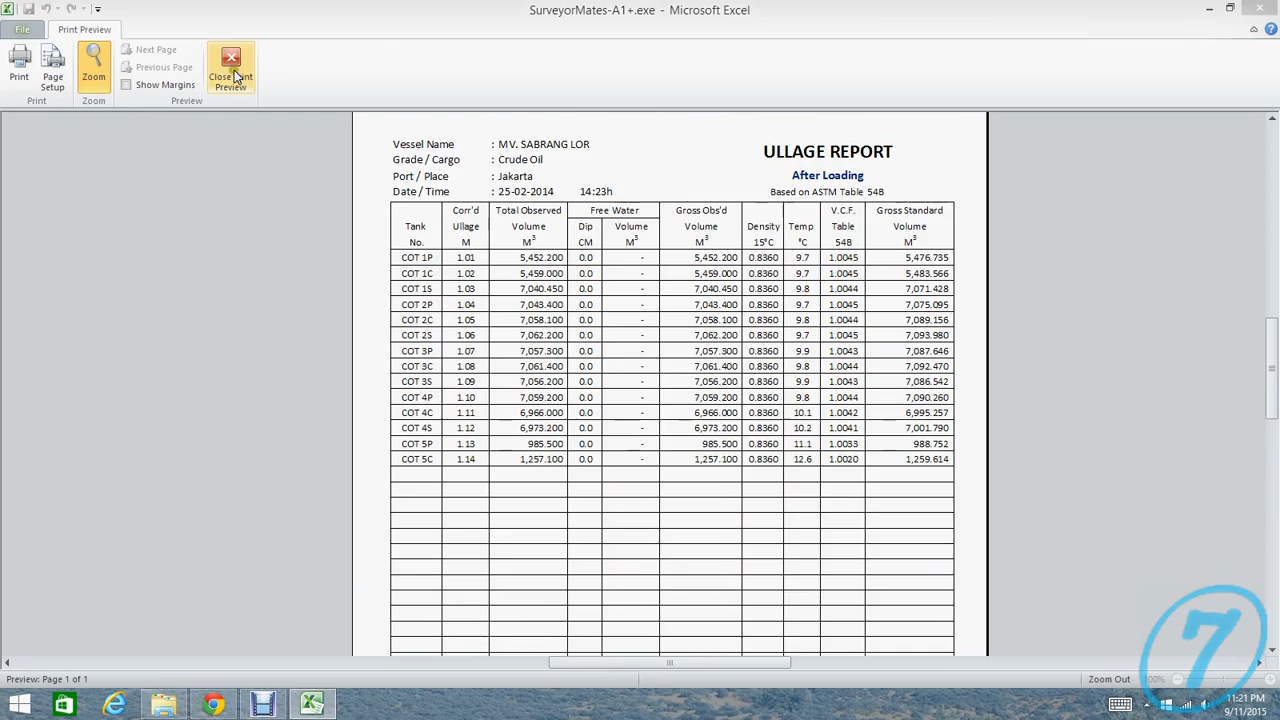 SurveyorMates-A1+.exe - Microsoft Excel
File
Print Preview
Next Page
Previous Page
Show Margins
Print
Page
Setup
Zoom
Preview
Print
Zoom
Preview
Vessel Name : MV. SABRANG LOR
Grade / Cargo : Crude Oil
Port / Place : Jakarta
Date / Time : 25-02-2014 14:23h
ULLAGE REPORT
After Loading
Based on ASTM Table 54B
Corr'd Total Observed Free Water Gross Obs'd V.C.F. Gross Standard
Tank Ullage Volume Dip Volume Volume Density Temp Table Volume
No. M M3 CM M3 M3 15°C °C 54B M3
COT 1P 1.01 5,452.200 0.0 - 5,452.200 0.8360 9.7 1.0045 5,476.735
COT 1C 1.02 5,459.000 0.0 - 5,459.000 0.8360 9.7 1.0045 5,483.566
COT 1S 1.03 7,040.450 0.0 - 7,040.450 0.8360 9.8 1.0044 7,071.428
COT 2P 1.04 7,043.400 0.0 - 7,043.400 0.8360 9.7 1.0045 7,075.095
COT 2C 1.05 7,058.100 0.0 - 7,058.100 0.8360 9.8 1.0044 7,089.156
COT 2S 1.06 7,062.200 0.0 - 7,062.200 0.8360 9.7 1.0045 7,093.980
COT 3P 1.07 7,057.300 0.0 - 7,057.300 0.8360 9.9 1.0043 7,087.646
COT 3C 1.08 7,061.400 0.0 - 7,061.400 0.8360 9.8 1.0044 7,092.470
COT 3S 1.09 7,056.200 0.0 - 7,056.200 0.8360 9.9 1.0043 7,086.542
COT 4P 1.10 7,059.200 0.0 - 7,059.200 0.8360 9.8 1.0044 7,090.260
COT 4C 1.11 6,966.000 0.0 - 6,966.000 0.8360 10.1 1.0042 6,995.257
COT 4S 1.12 6,973.200 0.0 - 6,973.200 0.8360 10.2 1.0041 7,001.790
COT 5P 1.13 985.500 0.0 - 985.500 0.8360 11.1 1.0033 988.752
COT 5C 1.14 1,257.100 0.0 - 1,257.100 0.8360 12.6 1.0020 1,259.614
Preview: Page 1 of 1
Zoom Out 100%
7
11:21 PM
9/11/2015